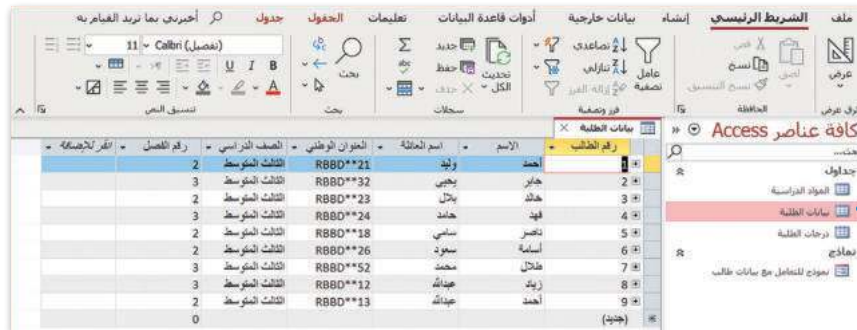 ملف الشريط الرئيسي إنشاء بيانات خارجية أدوات قاعدة البيانات تعليمات الحقول جدول أخبرني بما تريد القيام به
عرض
لصق
قص
نسخ
نسخ التنسيق
الحافظة
عامل تصفية
تصاعدي
تنازلي
إزالة الفرز
فرز وتصفية
تحديث الكل
جديد
حفظ
حذف
سجلات
بحث
بحث
Calibri (تفصيل) 11
B I U
تنسيق النص
كافة عناصر Access
جداول
المواد الدراسية
بيانات الطلبة
درجات الطلبة
نماذج
نموذج للتعامل مع بيانات طالب
بيانات الطلبة
رقم الطالب الاسم اسم العائلة العنوان الوطني الصف الدراسي رقم الفصل انقر للإضافة
1 أحمد وليد RBBD**21 الثالث المتوسط 2
2 جابر يحيى RBBD**32 الثالث المتوسط 3
3 خالد بلال RBBD**23 الثالث المتوسط 2
4 فهد حامد RBBD**24 الثالث المتوسط 3
5 ناصر سامي RBBD**18 الثالث المتوسط 2
6 أسامة سعود RBBD**26 الثالث المتوسط 2
7 طلال محمد RBBD**52 الثالث المتوسط 3
8 زياد عبدالله RBBD**12 الثالث المتوسط 3
9 أحمد عبدالله RBBD**13 الثالث المتوسط 2
(جديد) 0